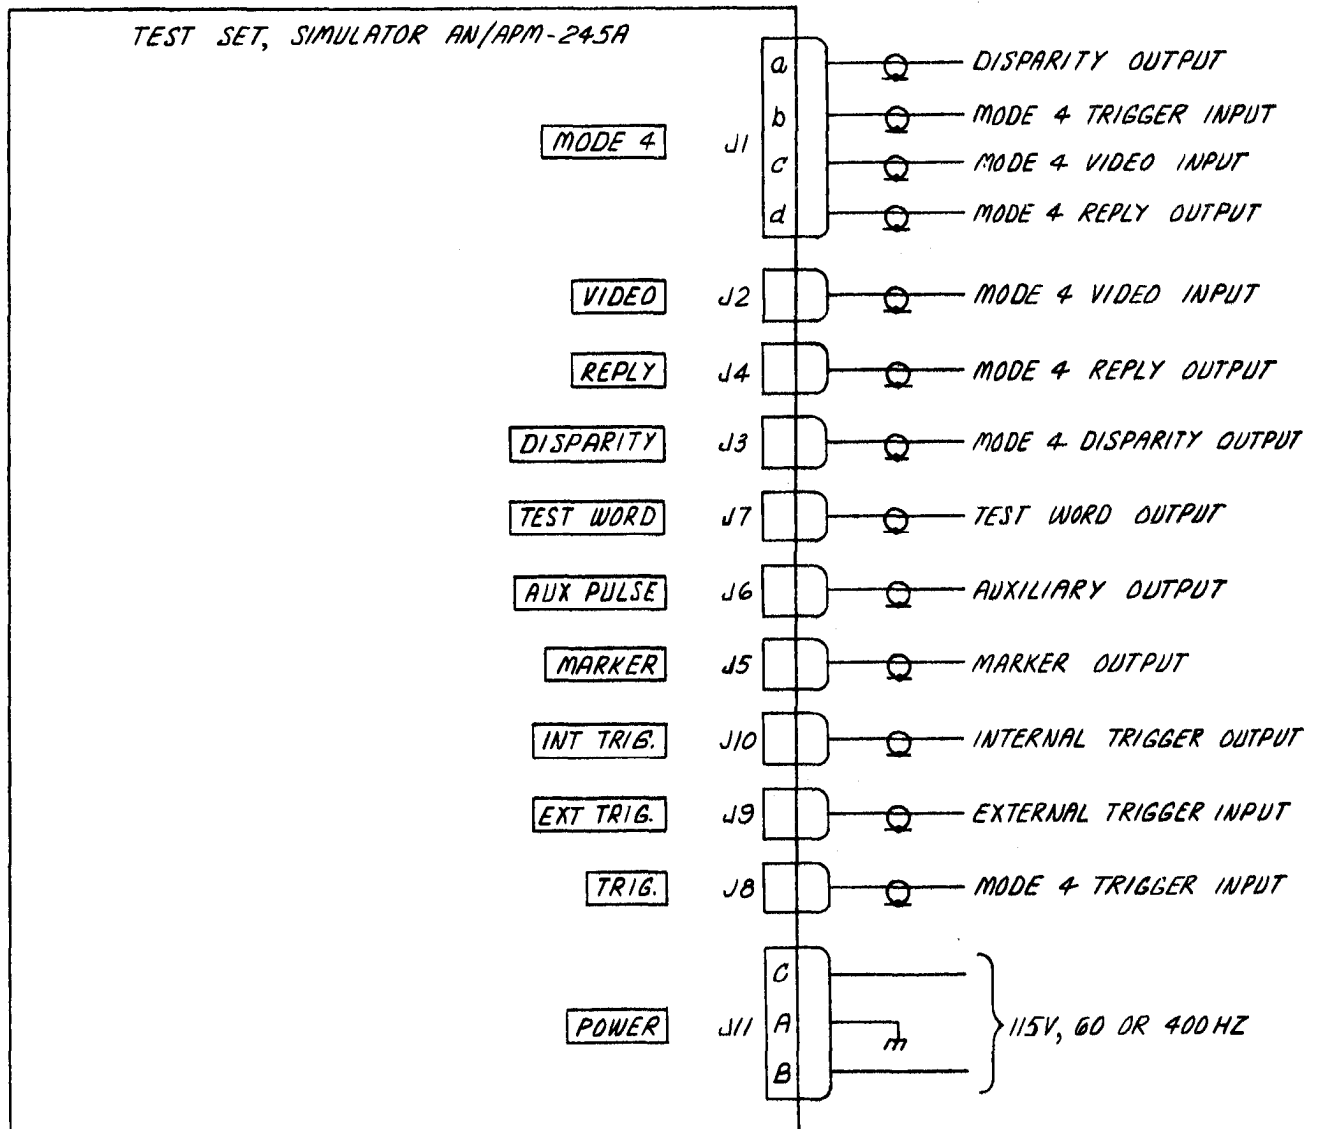 TEST SET, SIMULATOR AN/APM-245A
a DISPARITY OUTPUT
b MODE 4 TRIGGER INPUT
MODE 4 J1
c MODE 4 VIDEO INPUT
d MODE 4 REPLY OUTPUT
VIDEO J2 MODE 4 VIDEO INPUT
REPLY J4 MODE 4 REPLY OUTPUT
DISPARITY J3 MODE 4 DISPARITY OUTPUT
TEST WORD J7 TEST WORD OUTPUT
AUX PULSE J6 AUXILIARY OUTPUT
MARKER J5 MARKER OUTPUT
INT TRIG. J10 INTERNAL TRIGGER OUTPUT
EXT TRIG. J9 EXTERNAL TRIGGER INPUT
TRIG. J8 MODE 4 TRIGGER INPUT
C
POWER J11 A 115V, 60 OR 400 HZ
B